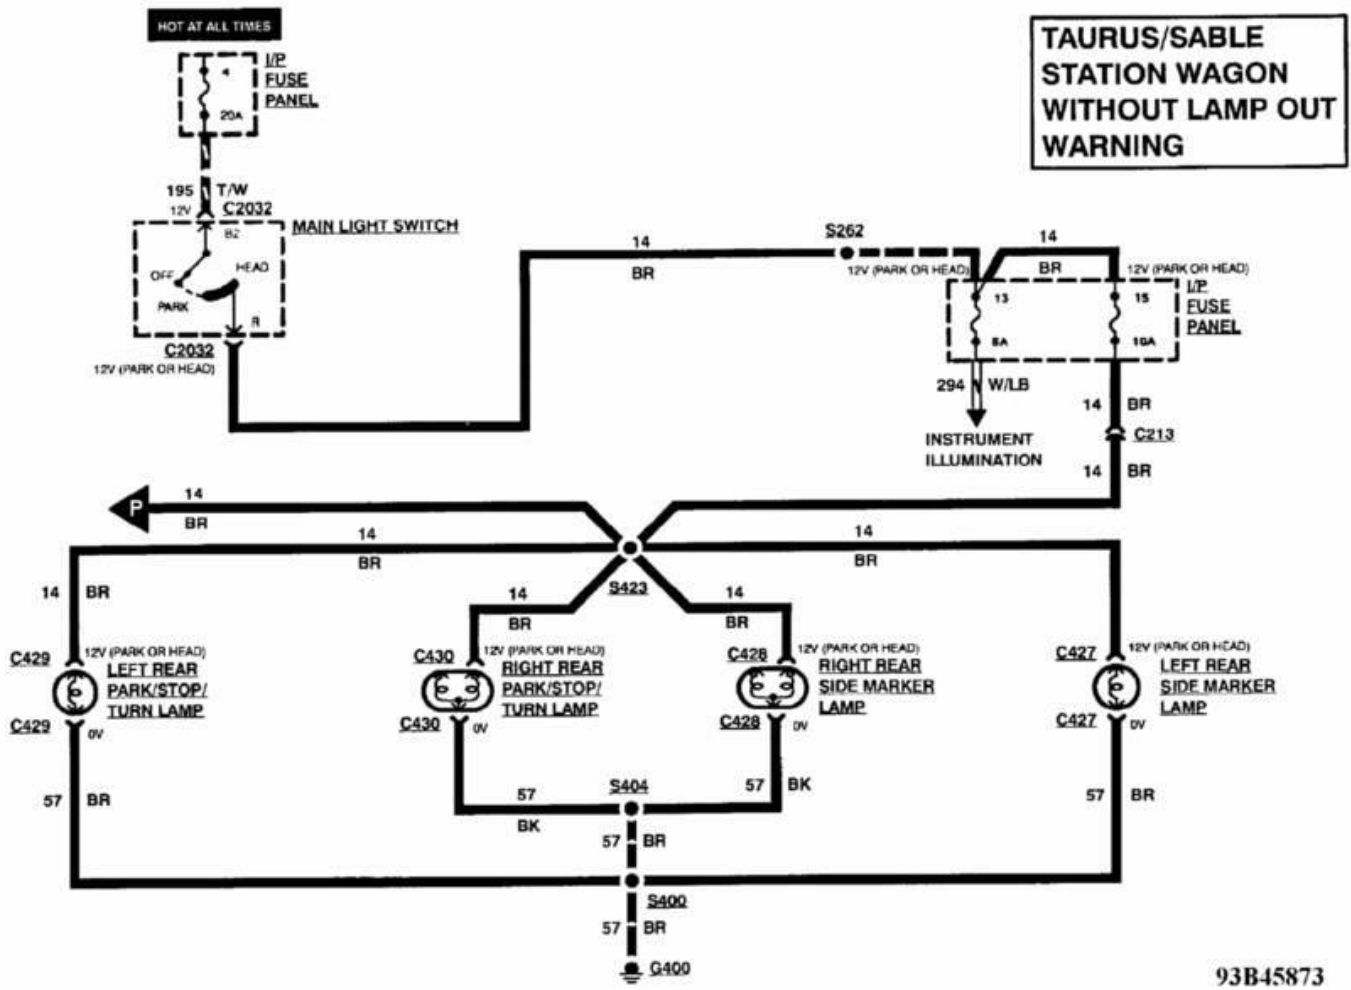 HOT AT ALL TIMES
TAURUS/SABLE
STATION WAGON
WITHOUT LAMP OUT
WARNING
I/P
FUSE
PANEL
4
20A
195 T/W
12V C2032
B2
MAIN LIGHT SWITCH
OFF
HEAD
PARK
R
C2032
12V (PARK OR HEAD)
14
BR
S262
12V (PARK OR HEAD)
14
BR
12V (PARK OR HEAD)
I/P
FUSE
PANEL
13
15
5A
10A
294 W/LB
INSTRUMENT
ILLUMINATION
14 BR
C213
14 BR
P
14
BR
14
BR
14
BR
S423
14 BR
14
BR
14
BR
C429
12V (PARK OR HEAD)
LEFT REAR
PARK/STOP/
TURN LAMP
C429
0V
C430
12V (PARK OR HEAD)
RIGHT REAR
PARK/STOP/
TURN LAMP
C430
0V
C428
12V (PARK OR HEAD)
RIGHT REAR
SIDE MARKER
LAMP
C428
0V
C427
12V (PARK OR HEAD)
LEFT REAR
SIDE MARKER
LAMP
C427
0V
57 BR
57
BK
S404
57 BK
57 BR
57 BR
S400
57 BR
G400
93B45873